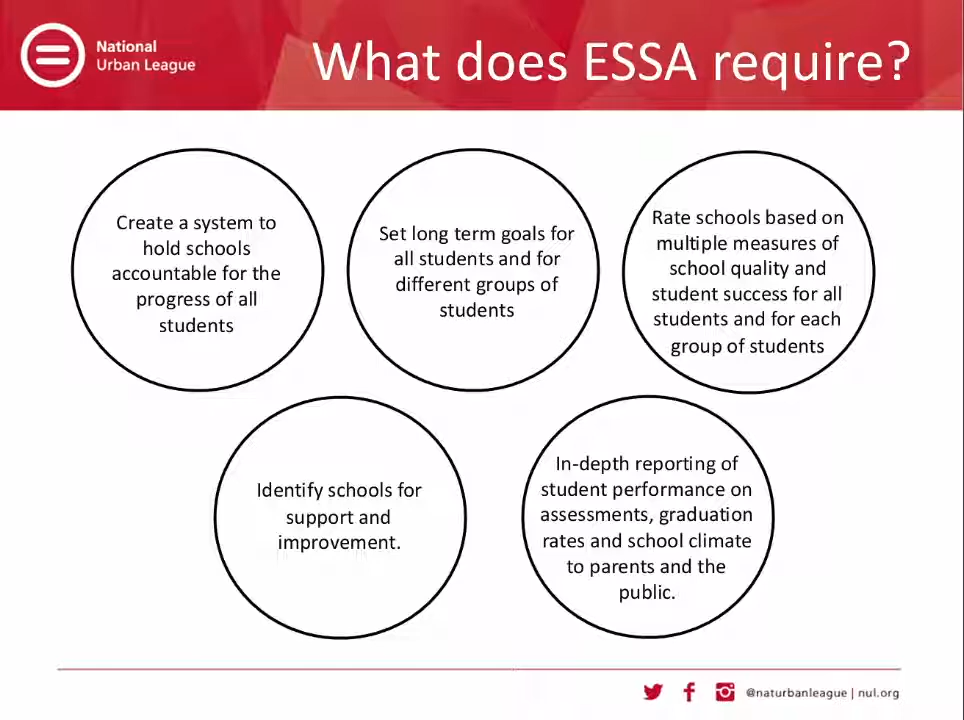 National
Urban League
What does ESSA require?
Create a system to
hold schools
accountable for the
progress of all
students
Set long term goals for
all students and for
different groups of
students
Rate schools based on
multiple measures of
school quality and
student success for all
students and for each
group of students
Identify schools for
support and
improvement.
In-depth reporting of
student performance on
assessments, graduation
rates and school climate
to parents and the
public.
@naturbanleague | nul.org